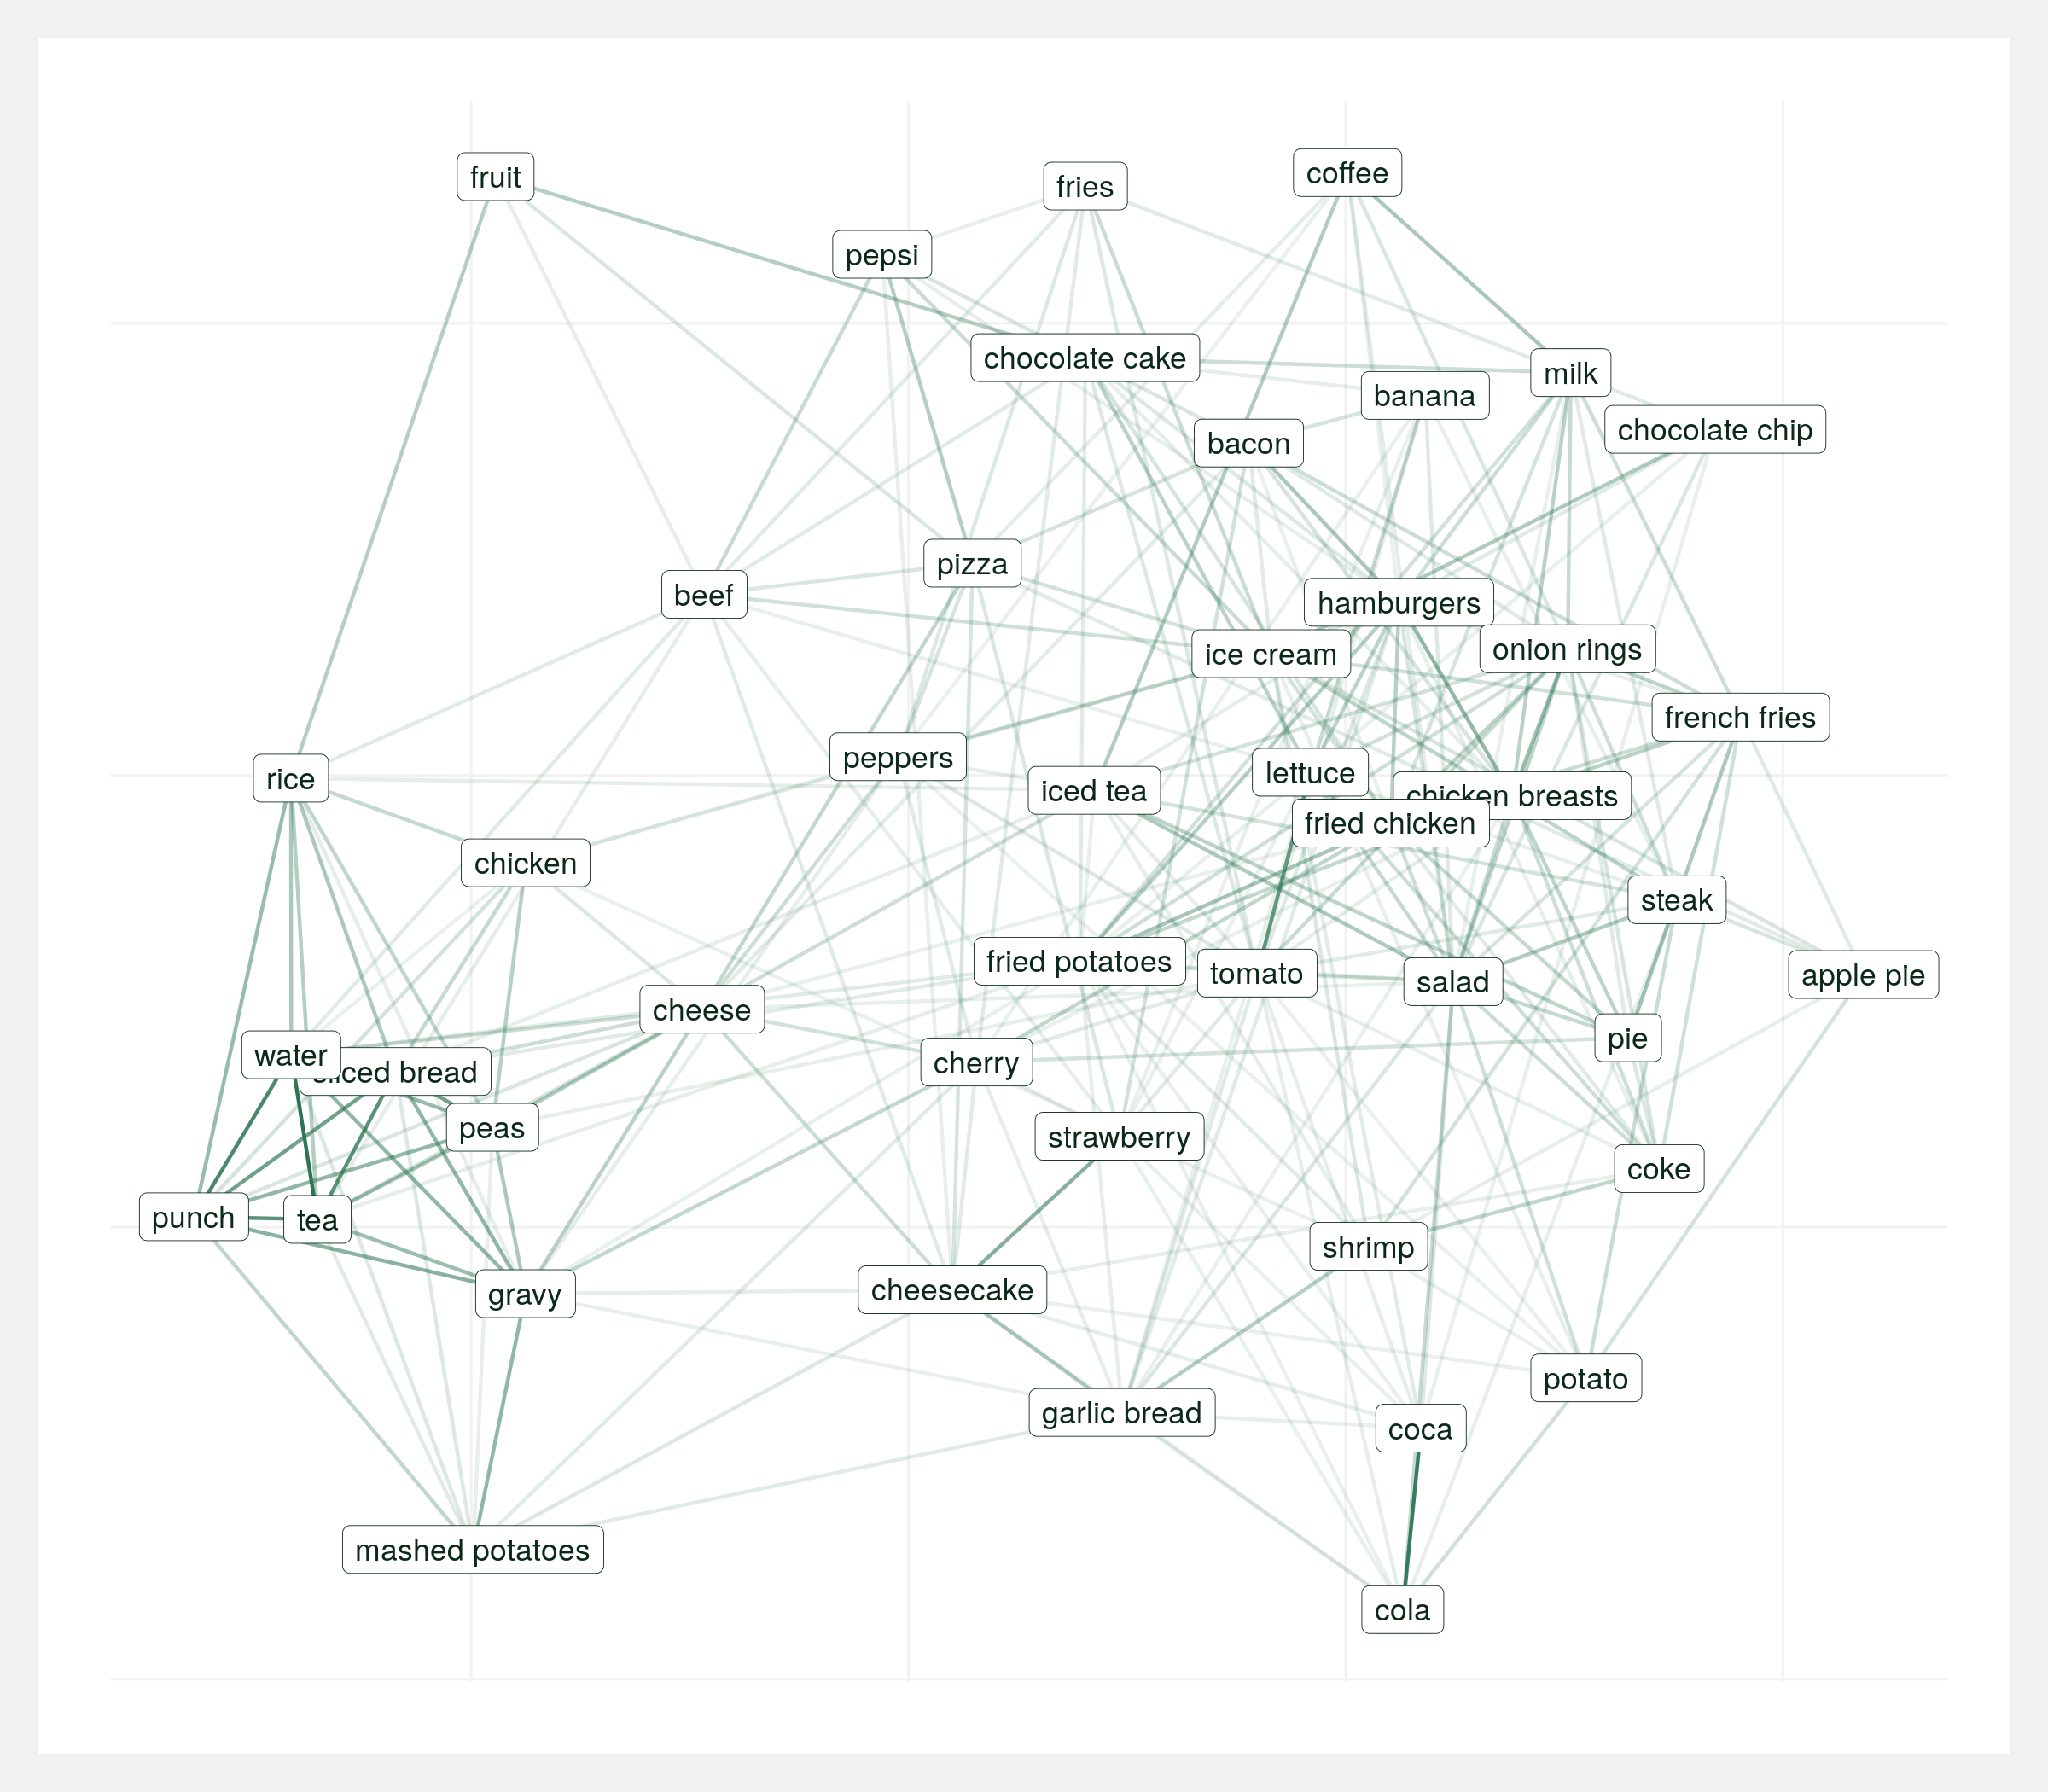 fruit
fries
coffee
pepsi
chocolate cake
milk
banana
chocolate chip
bacon
pizza
beef
hamburgers
onion rings
ice cream
french fries
peppers
lettuce
rice
iced tea
chicken breasts
fried chicken
chicken
steak
fried potatoes
tomato
apple pie
salad
cheese
pie
water
cherry
sliced bread
peas
strawberry
coke
punch
tea
shrimp
cheesecake
gravy
potato
garlic bread
coca
mashed potatoes
cola